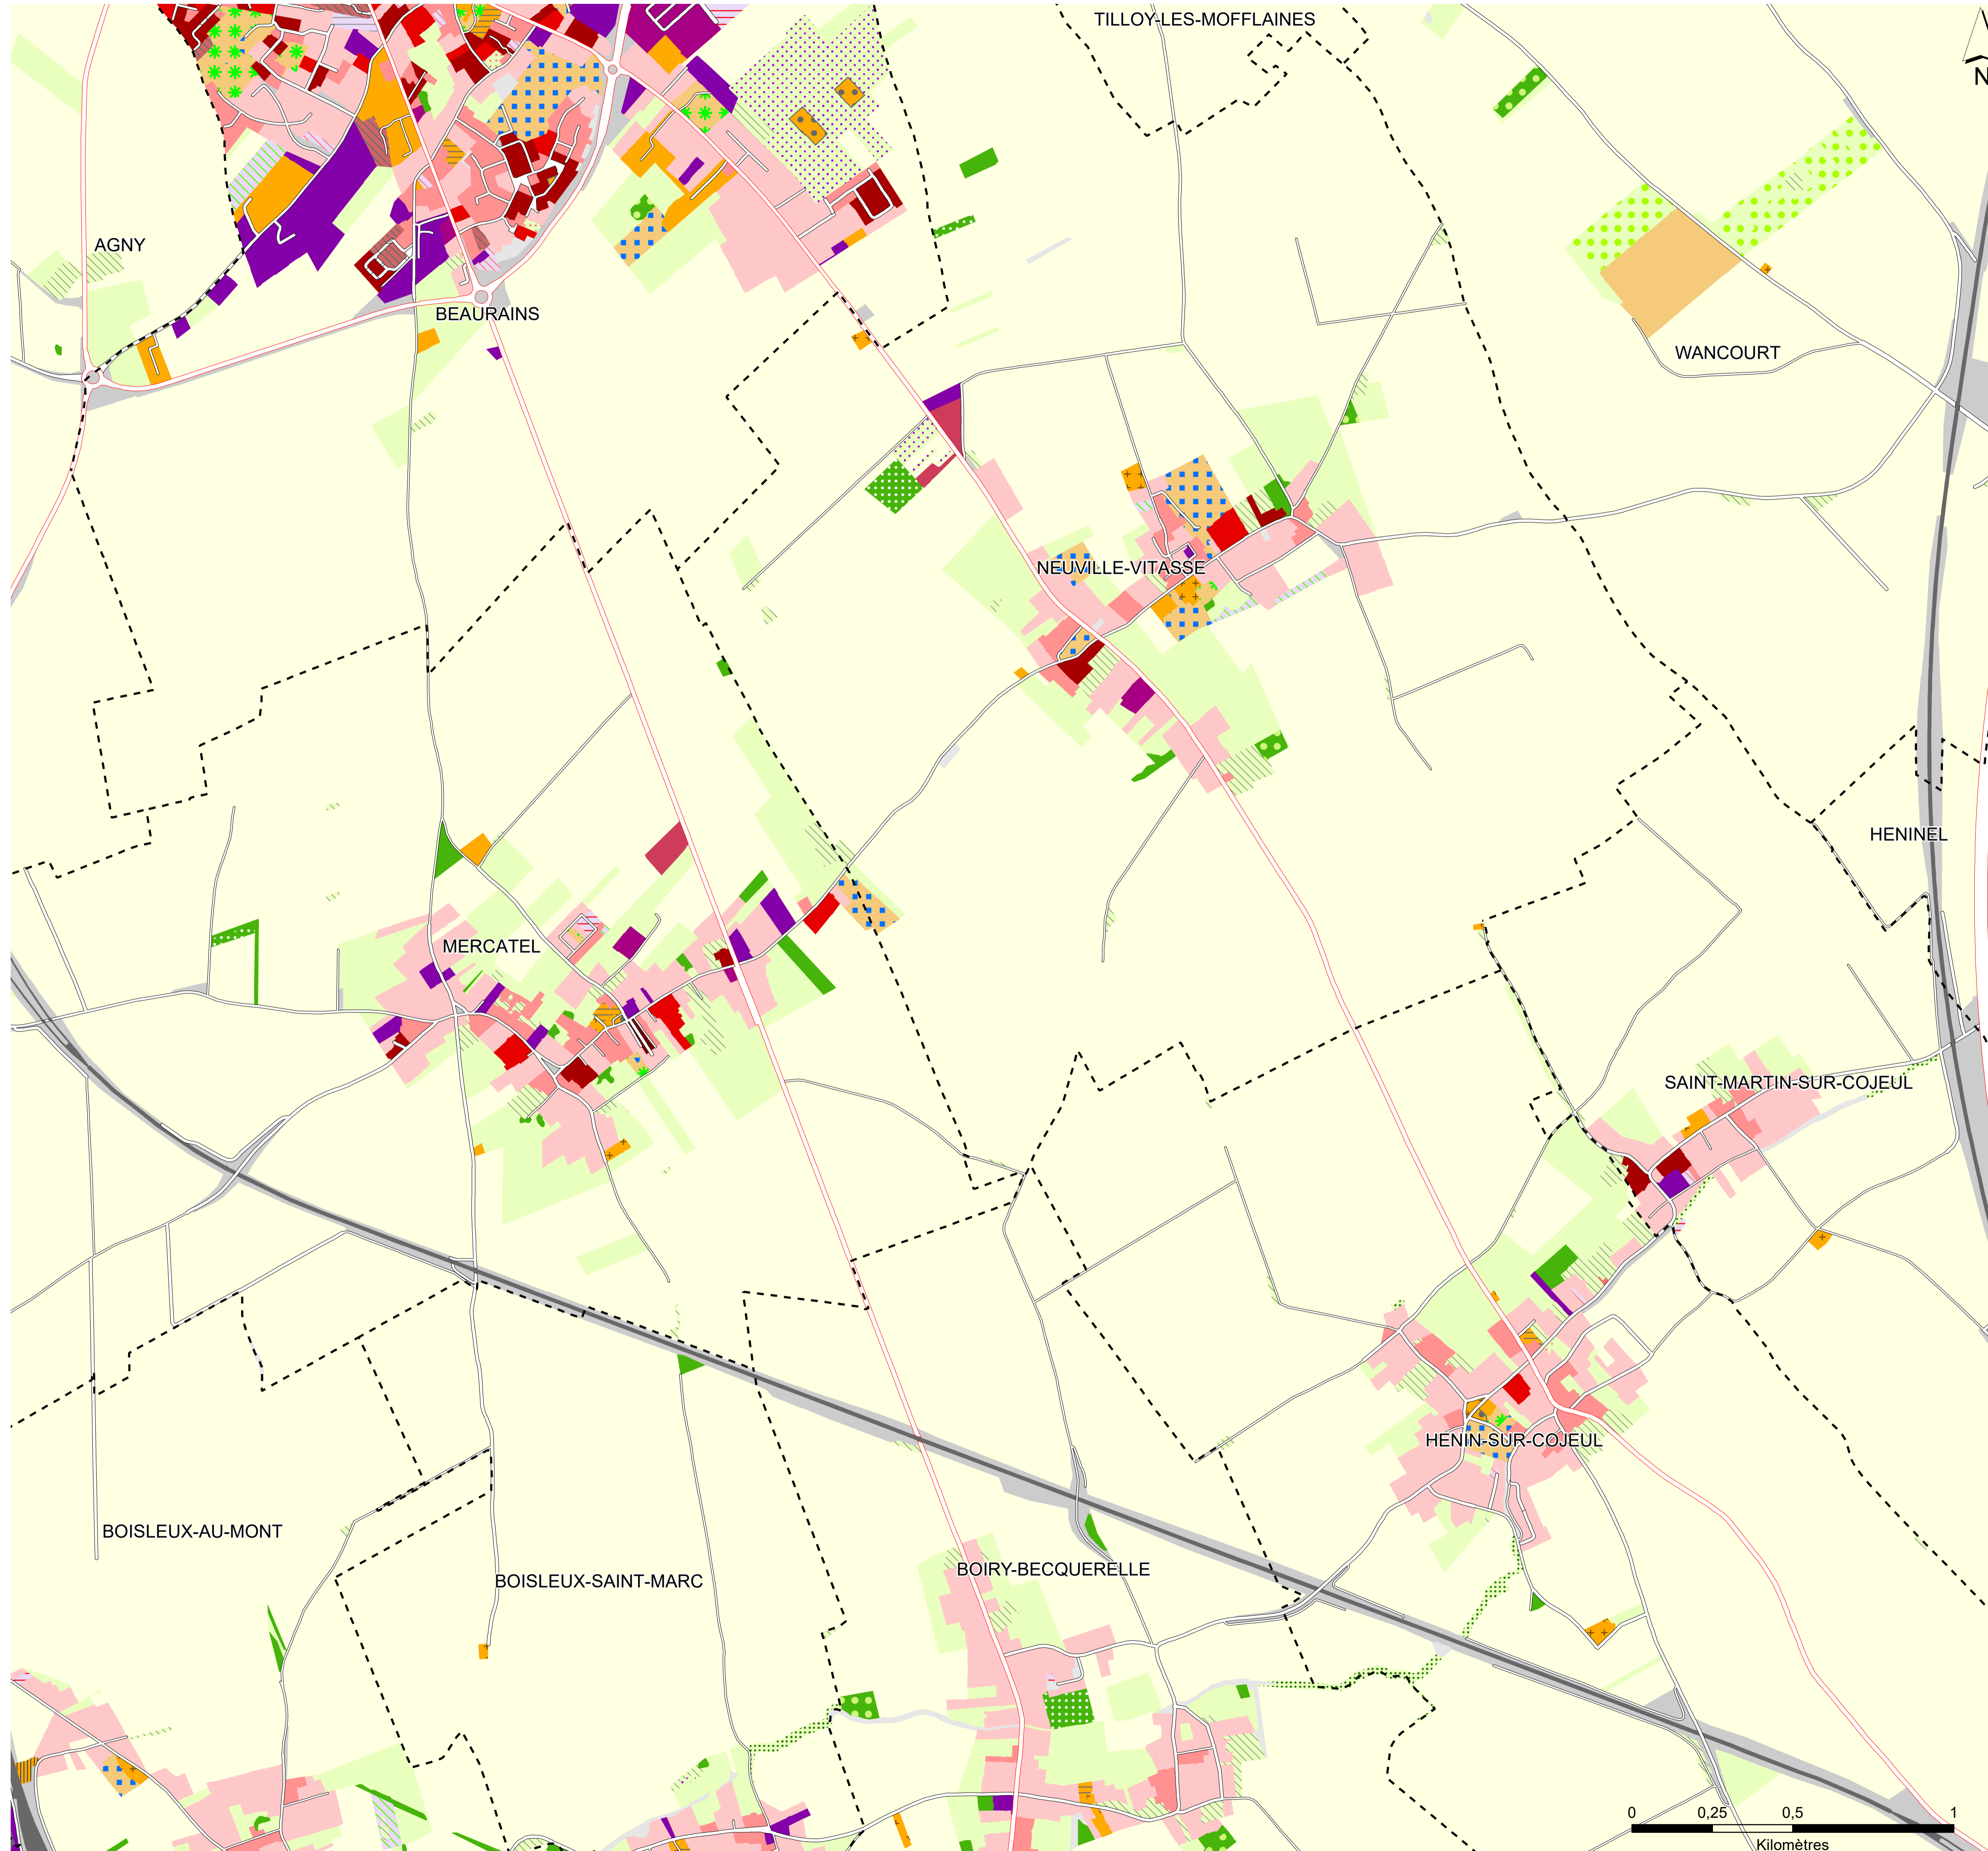 TILLOY-LES-MOFFLAINES
N
AGNY
BEAURAINS
WANCOURT
NEUVILLE-VITASSE
HENINEL
MERCATEL
SAINT-MARTIN-SUR-COJEUL
HENIN-SUR-COJEUL
BOISLEUX-AU-MONT
BOIRY-BECQUERELLE
BOISLEUX-SAINT-MARC
0 0,25 0,5 1
Kilomètres